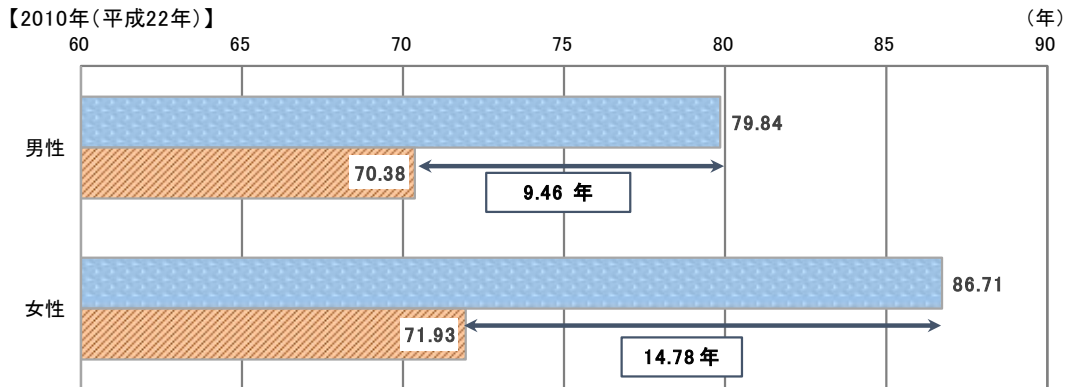 【2010年(平成22年)】
(年)
60 65 70 75 80 85 90
男性
79.84
70.38
9.46 年
女性
86.71
71.93
14.78 年